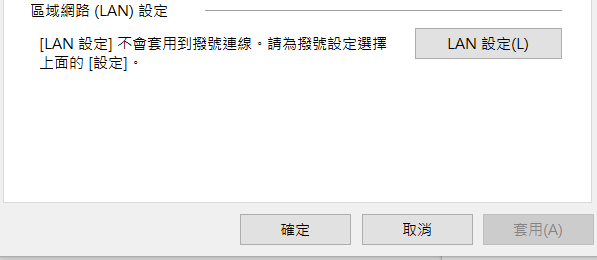 區域網路 (LAN) 設定
[LAN 設定] 不會套用到撥號連線。請為撥號設定選擇
上面的 [設定]。
LAN 設定(L)
確定
取消
套用(A)